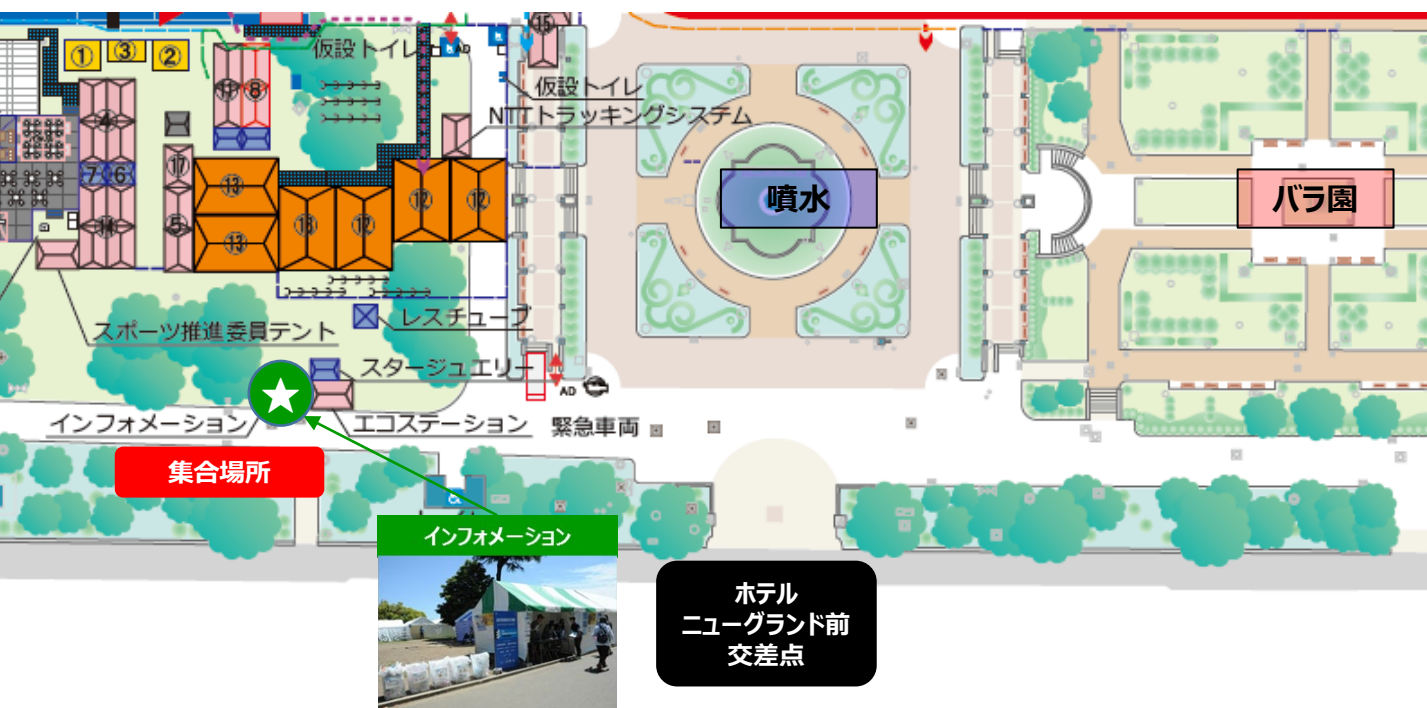 ①
③
②
仮設トイレ
AD
⑮
仮設トイレ
NTTトラッキングシステム
⑪
⑧
④
⑰
⑦
⑥
⑬
⑫
⑫
⑤
⑬
⑬
⑫
⑭
噴水
バラ園
レスチューブ
スポーツ推進委員テント
スタージュエリー
AD
インフォメーション
エコステーション
緊急車両
集合場所
インフォメーション
ホテル
ニューグランド前
交差点